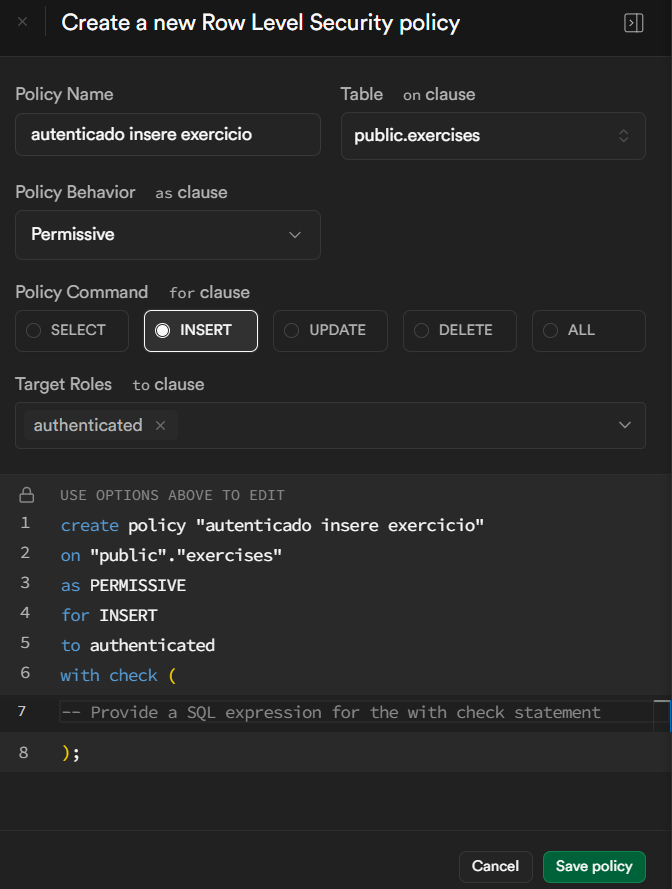 Create a new Row Level Security policy
Policy Name
Table on clause
autenticado insere exercicio
public.exercises
Policy Behavior as clause
Permissive
Policy Command for clause
SELECT
INSERT
UPDATE
DELETE
ALL
Target Roles to clause
authenticated
USE OPTIONS ABOVE TO EDIT
1 create policy "autenticado insere exercicio"
2 on "public"."exercises"
3 as PERMISSIVE
4 for INSERT
5 to authenticated
6 with check (
7 -- Provide a SQL expression for the with check statement
8 );
Cancel
Save policy